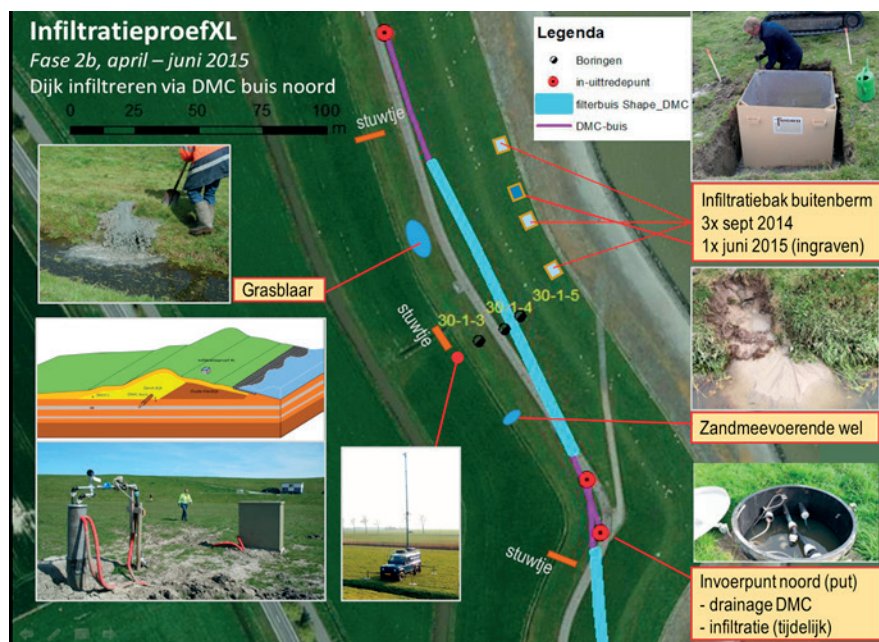 InfiltratieproefXL
Fase 2b, april – juni 2015
Dijk infiltreren via DMC buis noord
0 25 50 75 100
m
Legenda
Boringen
in-uittredepunt
filterbuis Shape_DMC
DMC-buis
stuwtje
Infiltratiebak buitenberm
3x sept 2014
1x juni 2015 (ingraven)
Grasblaar
30-1-3
30-1-4
30-1-5
stuwtje
Zandmeevoerende wel
stuwtje
Invoerpunt noord (put)
- drainage DMC
- infiltratie (tijdelijk)